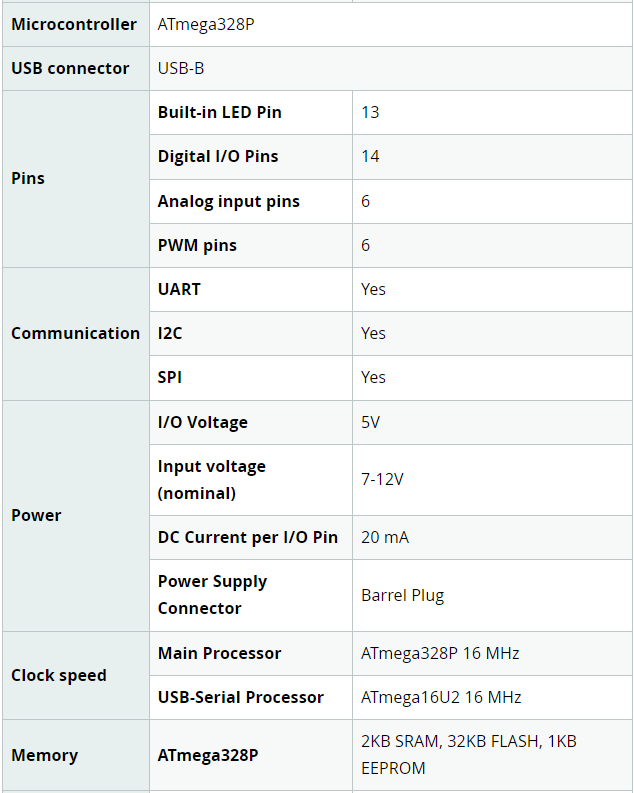 Microcontroller ATmega328P
USB connector USB-B
Pins
Built-in LED Pin 13
Digital I/O Pins 14
Analog input pins 6
PWM pins 6
Communication
UART Yes
I2C Yes
SPI Yes
Power
I/O Voltage 5V
Input voltage
(nominal)
7-12V
DC Current per I/O Pin 20 mA
Power Supply
Connector
Barrel Plug
Clock speed
Main Processor ATmega328P 16 MHz
USB-Serial Processor ATmega16U2 16 MHz
Memory
ATmega328P
2KB SRAM, 32KB FLASH, 1KB
EEPROM